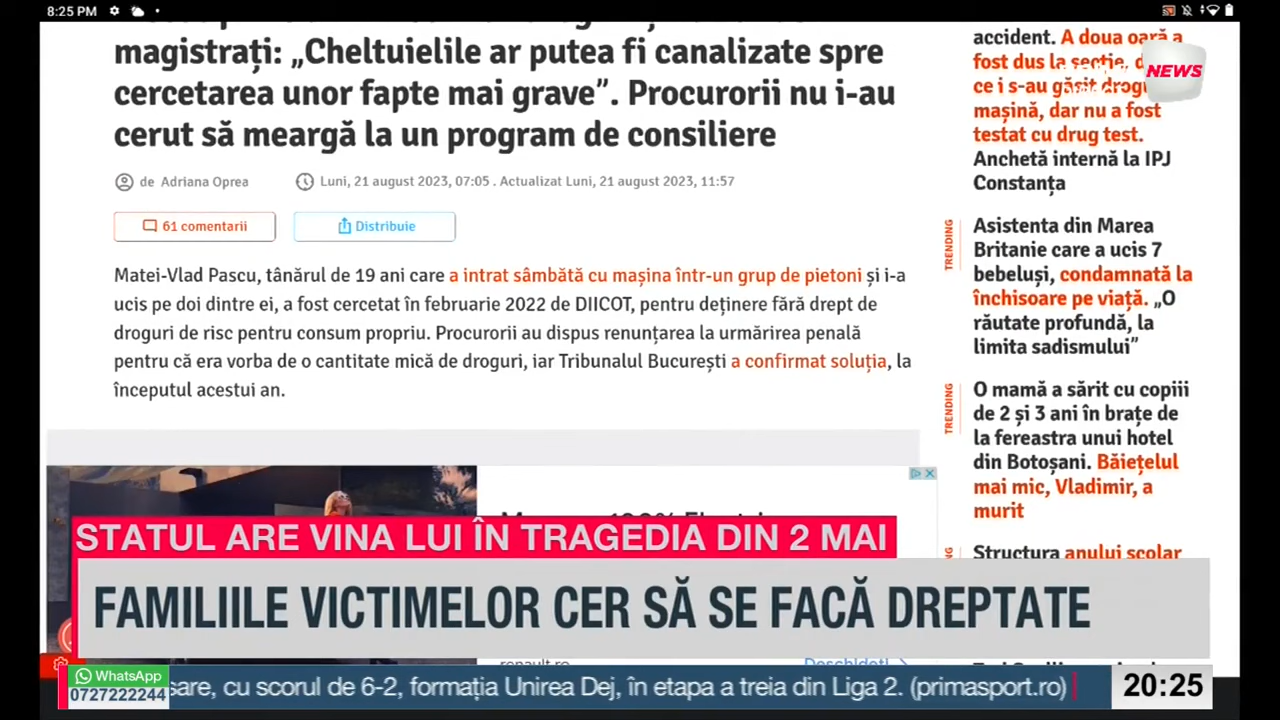 8:25 PM
magistrați: „Cheltuielile ar putea fi canalizate spre
cercetarea unor fapte mai grave”. Procurorii nu i-au
cerut să meargă la un program de consiliere
de Adriana Oprea
Luni, 21 august 2023, 07:05 . Actualizat Luni, 21 august 2023, 11:57
61 comentarii
Distribuie
Matei-Vlad Pascu, tânărul de 19 ani care a intrat sâmbătă cu mașina într-un grup de pietoni și i-a
ucis pe doi dintre ei, a fost cercetat în februarie 2022 de DIICOT, pentru deținere fără drept de
droguri de risc pentru consum propriu. Procurorii au dispus renunțarea la urmărirea penală
pentru că era vorba de o cantitate mică de droguri, iar Tribunalul București a confirmat soluția, la
începutul acestui an.
accident. A doua oară a
fost dus la secție,
ce i s-au găsit
mașină, dar nu a fost
testat cu drug test.
Anchetă internă la IPJ
Constanța
NEWS
TRENDING
Asistenta din Marea
Britanie care a ucis 7
bebeluși, condamnată la
închisoare pe viață. „O
răutate profundă, la
limita sadismului”
TRENDING
O mamă a sărit cu copiii
de 2 și 3 ani în brațe de
la fereastra unui hotel
din Botoșani. Băiețelul
mai mic, Vladimir, a
murit
Structura anului școlar
STATUL ARE VINA LUI ÎN TRAGEDIA DIN 2 MAI
FAMILIILE VICTIMELOR CER SĂ SE FACĂ DREPTATE
renault.ro
Deschideți
WhatsApp
0727222244
sare, cu scorul de 6-2, formația Unirea Dej, în etapa a treia din Liga 2. (primasport.ro)
20:25